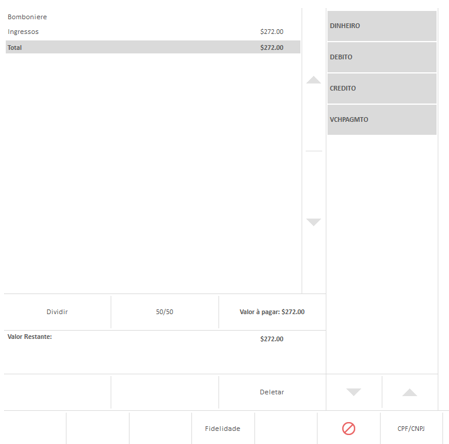 Bomboniere
Ingressos $272.00
Total $272.00
DINHEIRO
DEBITO
CREDITO
VCHPAGMTO
Dividir 50/50 Valor à pagar: $272.00
Valor Restante: $272.00
Deletar
Fidelidade CPF/CNPJ